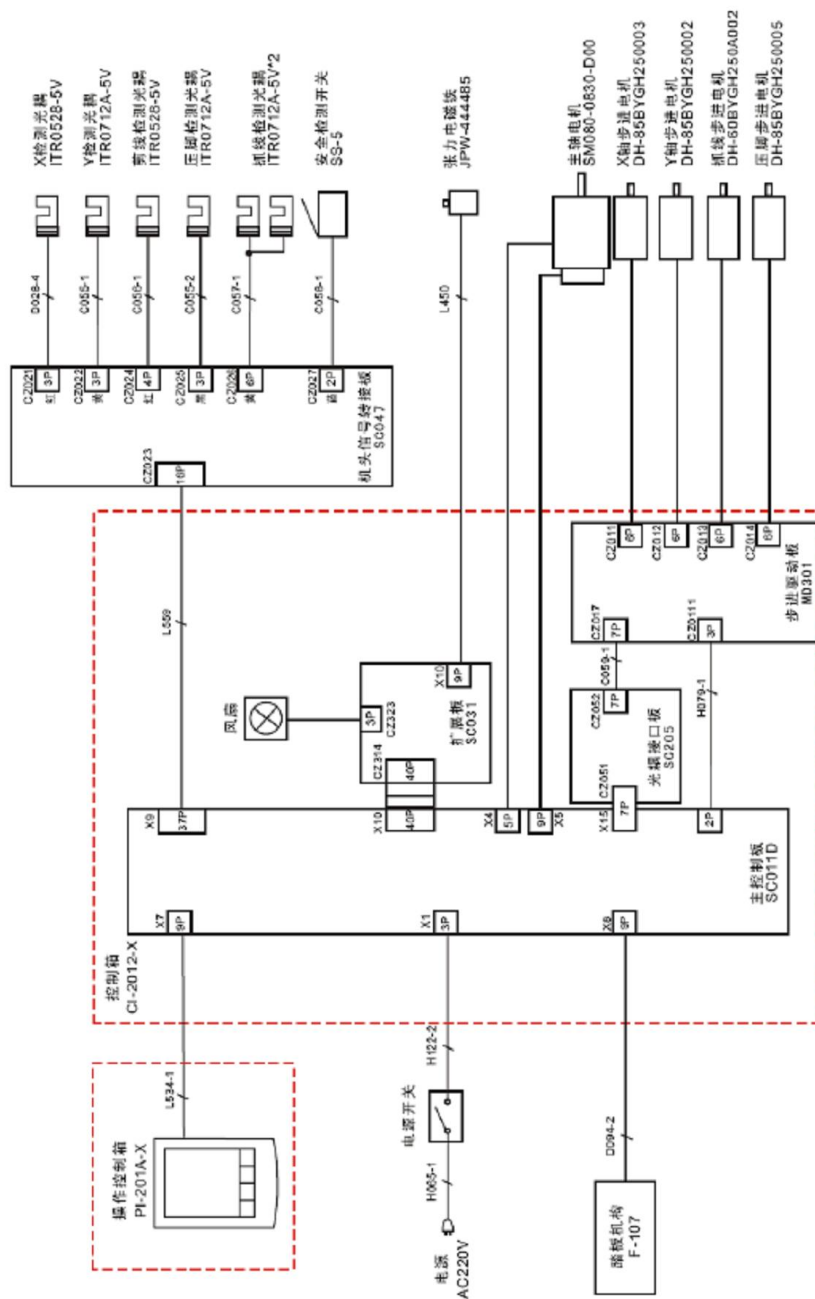 X检测光耦
ITR0528-5V
Y检测光耦
ITR0712A-5V
剪线检测光耦
ITR0528-5V
压脚检测光耦
ITR0712A-5V
抓线检测光耦
ITR0712A-5V*2
安全检测开关
SS-5
张力电磁铁
JPW-444485
主轴电机
SM080-0830-D00
X轴步进电机
DH-85BYGH250003
Y轴步进电机
DH-85BYGH250002
抓线步进电机
DH-60BYGH250A002
压脚步进电机
DH-85BYGH250005
D028-4
C055-1
C056-1
C055-2
C057-1
C058-1
L450
CZ021
3P
红
CZ022
3P
黄
CZ024
4P
红
CZ025
3P
黑
CZ026
6P
黄
CZ027
2P
CZ023
16P
机头信号转接板
SC047
L559
风扇
3P
CZ323
X10
9P
CZ314
40P
扩展板
SC031
CZ011
6P
CZ012
6P
CZ013
6P
CZ014
6P
CZ017
7P
CZ0111
3P
步进驱动板
MD301
C059-1
H079-1
CZ052
7P
CZ051
光耦接口板
SC205
X9
37P
X10
40P
X4
5P
9P
X5
X15
7P
2P
X7
9P
X1
3P
9P
主控制板
SC011D
控制箱
CI-2012-X
L534-1
H122-2
D094-2
操作控制箱
PI-201A-X
电源开关
H065-1
电源
AC220V
踏板机构
F-107